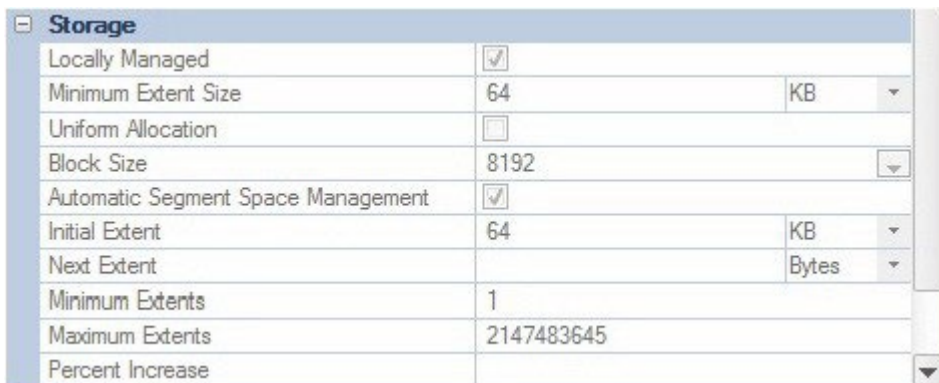 Storage
Locally Managed
Minimum Extent Size 64 KB
Uniform Allocation
Block Size 8192
Automatic Segment Space Management
Initial Extent 64 KB
Next Extent Bytes
Minimum Extents 1
Maximum Extents 2147483645
Percent Increase